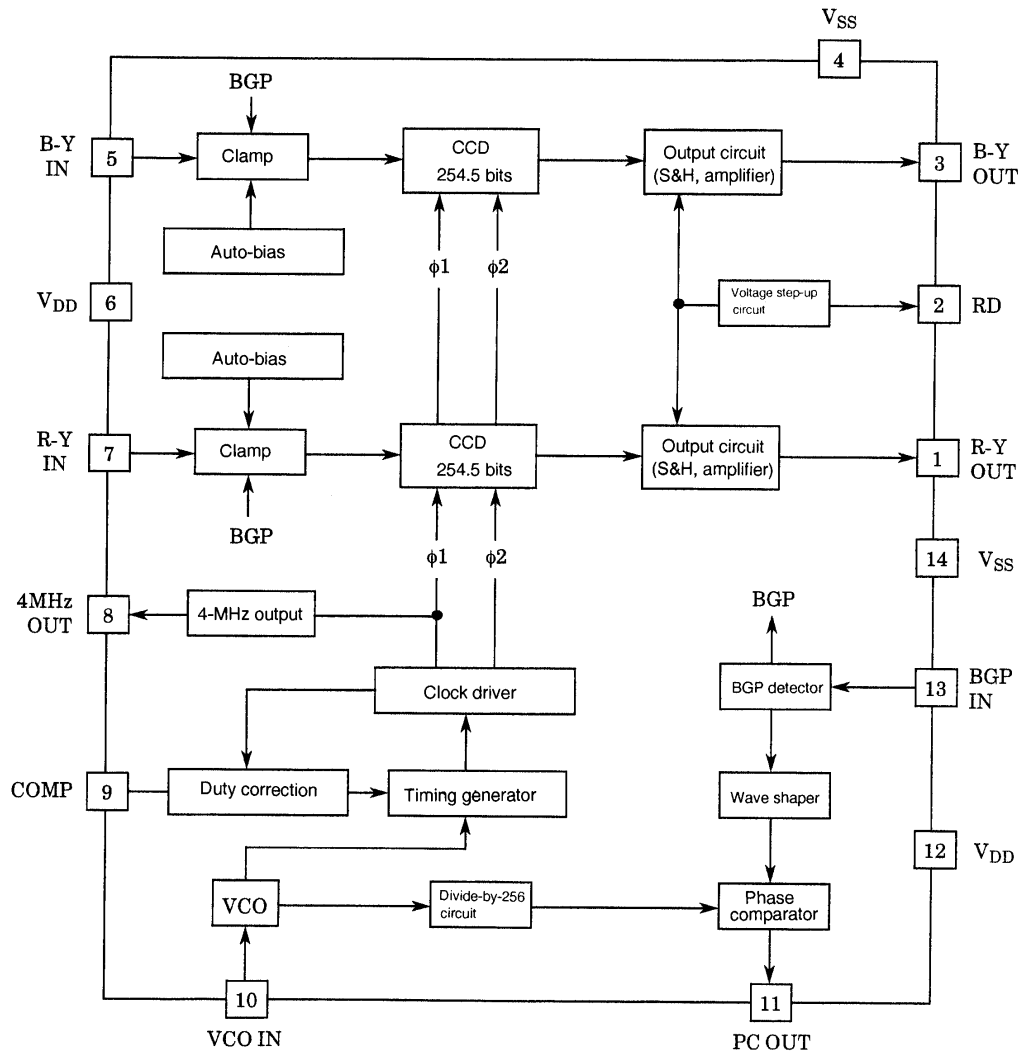 V_SS
4
BGP
B-Y
IN
5
Clamp
CCD
254.5 bits
Output circuit
(S&H, amplifier)
3
B-Y
OUT
Auto-bias
ϕ1
ϕ2
V_DD
6
Voltage step-up
circuit
2
RD
Auto-bias
R-Y
IN
7
Clamp
CCD
254.5 bits
Output circuit
(S&H, amplifier)
1
R-Y
OUT
BGP
ϕ1
ϕ2
14
V_SS
4MHz
OUT
8
4-MHz output
BGP
Clock driver
BGP detector
13
BGP
IN
COMP
9
Duty correction
Timing generator
Wave shaper
12
V_DD
VCO
Divide-by-256
circuit
Phase
comparator
10
11
VCO IN
PC OUT